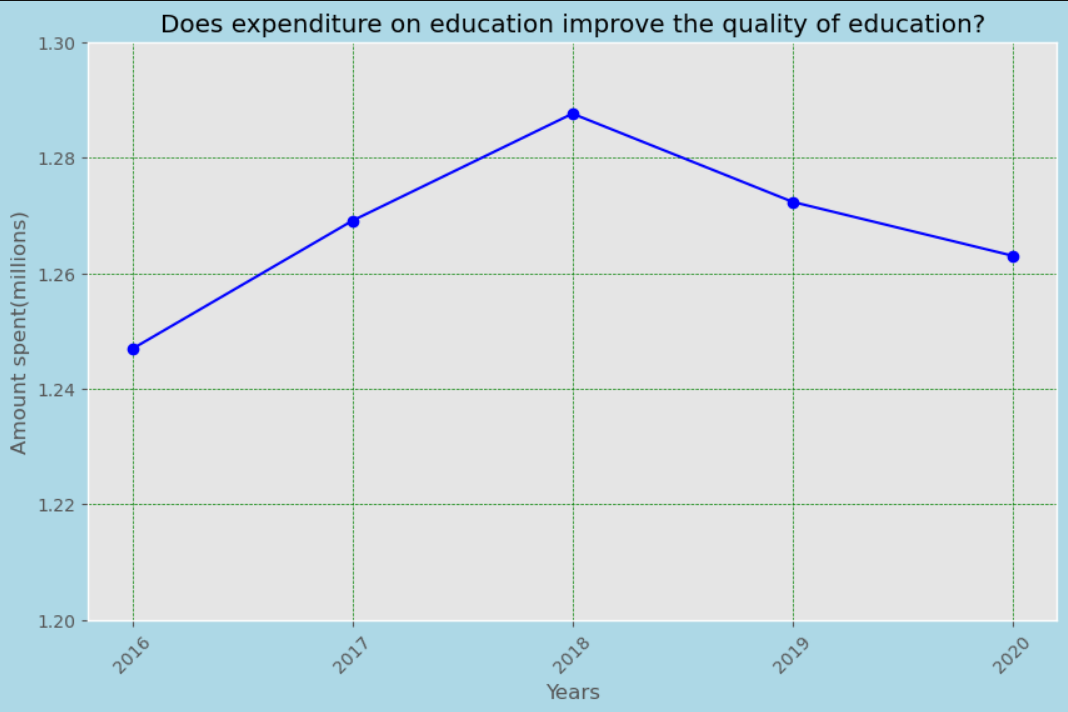 Does expenditure on education improve the quality of education?
1.30
1.28
1.26
1.24
1.22
1.20
Amount spent(millions)
2016 2017 2018 2019 2020
Years